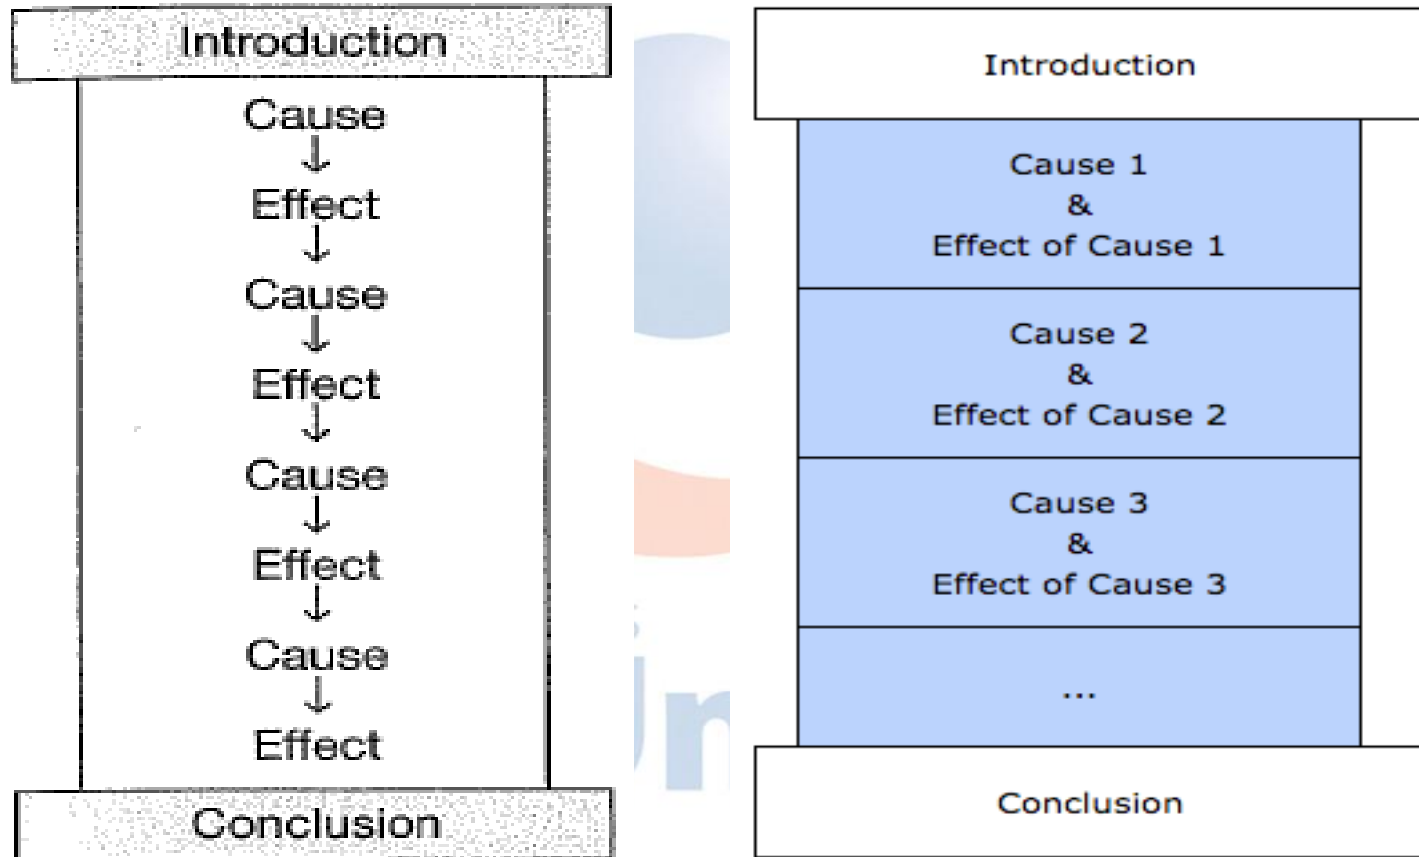 Introduction
Cause
↓
Effect
↓
Cause
↓
Effect
↓
Cause
↓
Effect
↓
Cause
↓
Effect
Conclusion
Introduction
Cause 1
&
Effect of Cause 1
Cause 2
&
Effect of Cause 2
Cause 3
&
Effect of Cause 3
...
Conclusion